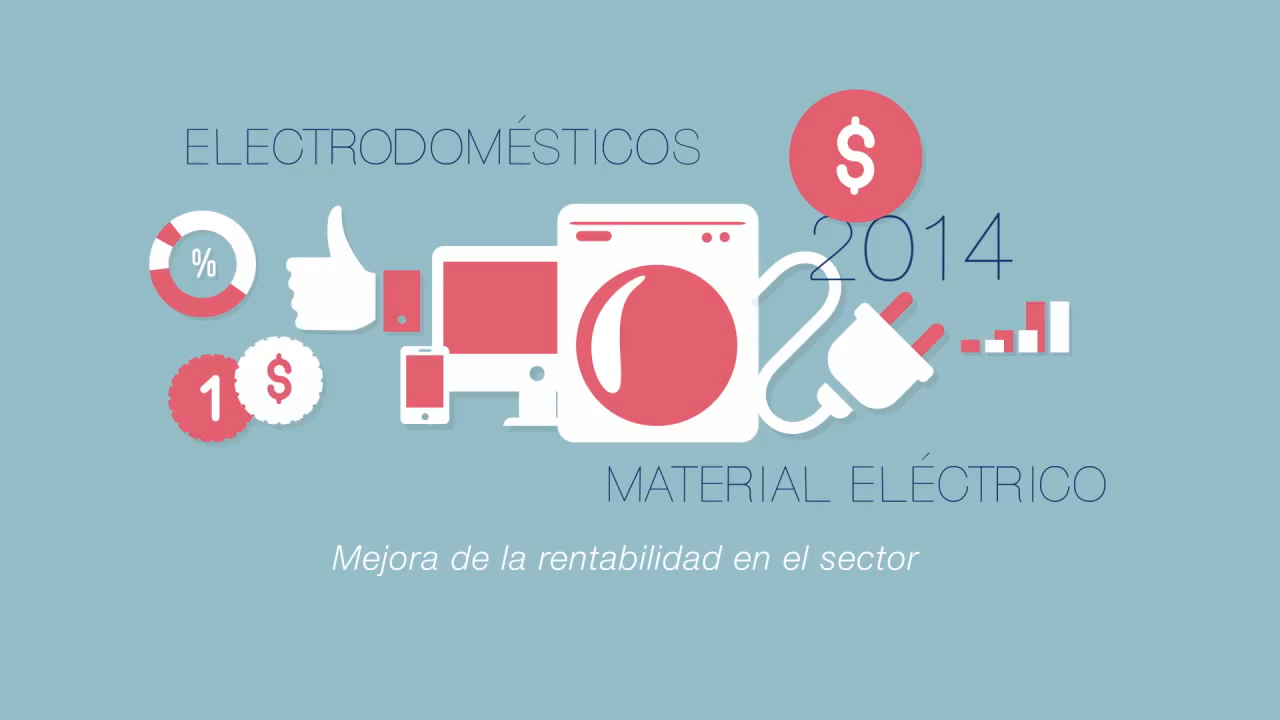 ELECTRODOMÉSTICOS
$
2014
%
1 $
MATERIAL ELÉCTRICO
Mejora de la rentabilidad en el sector